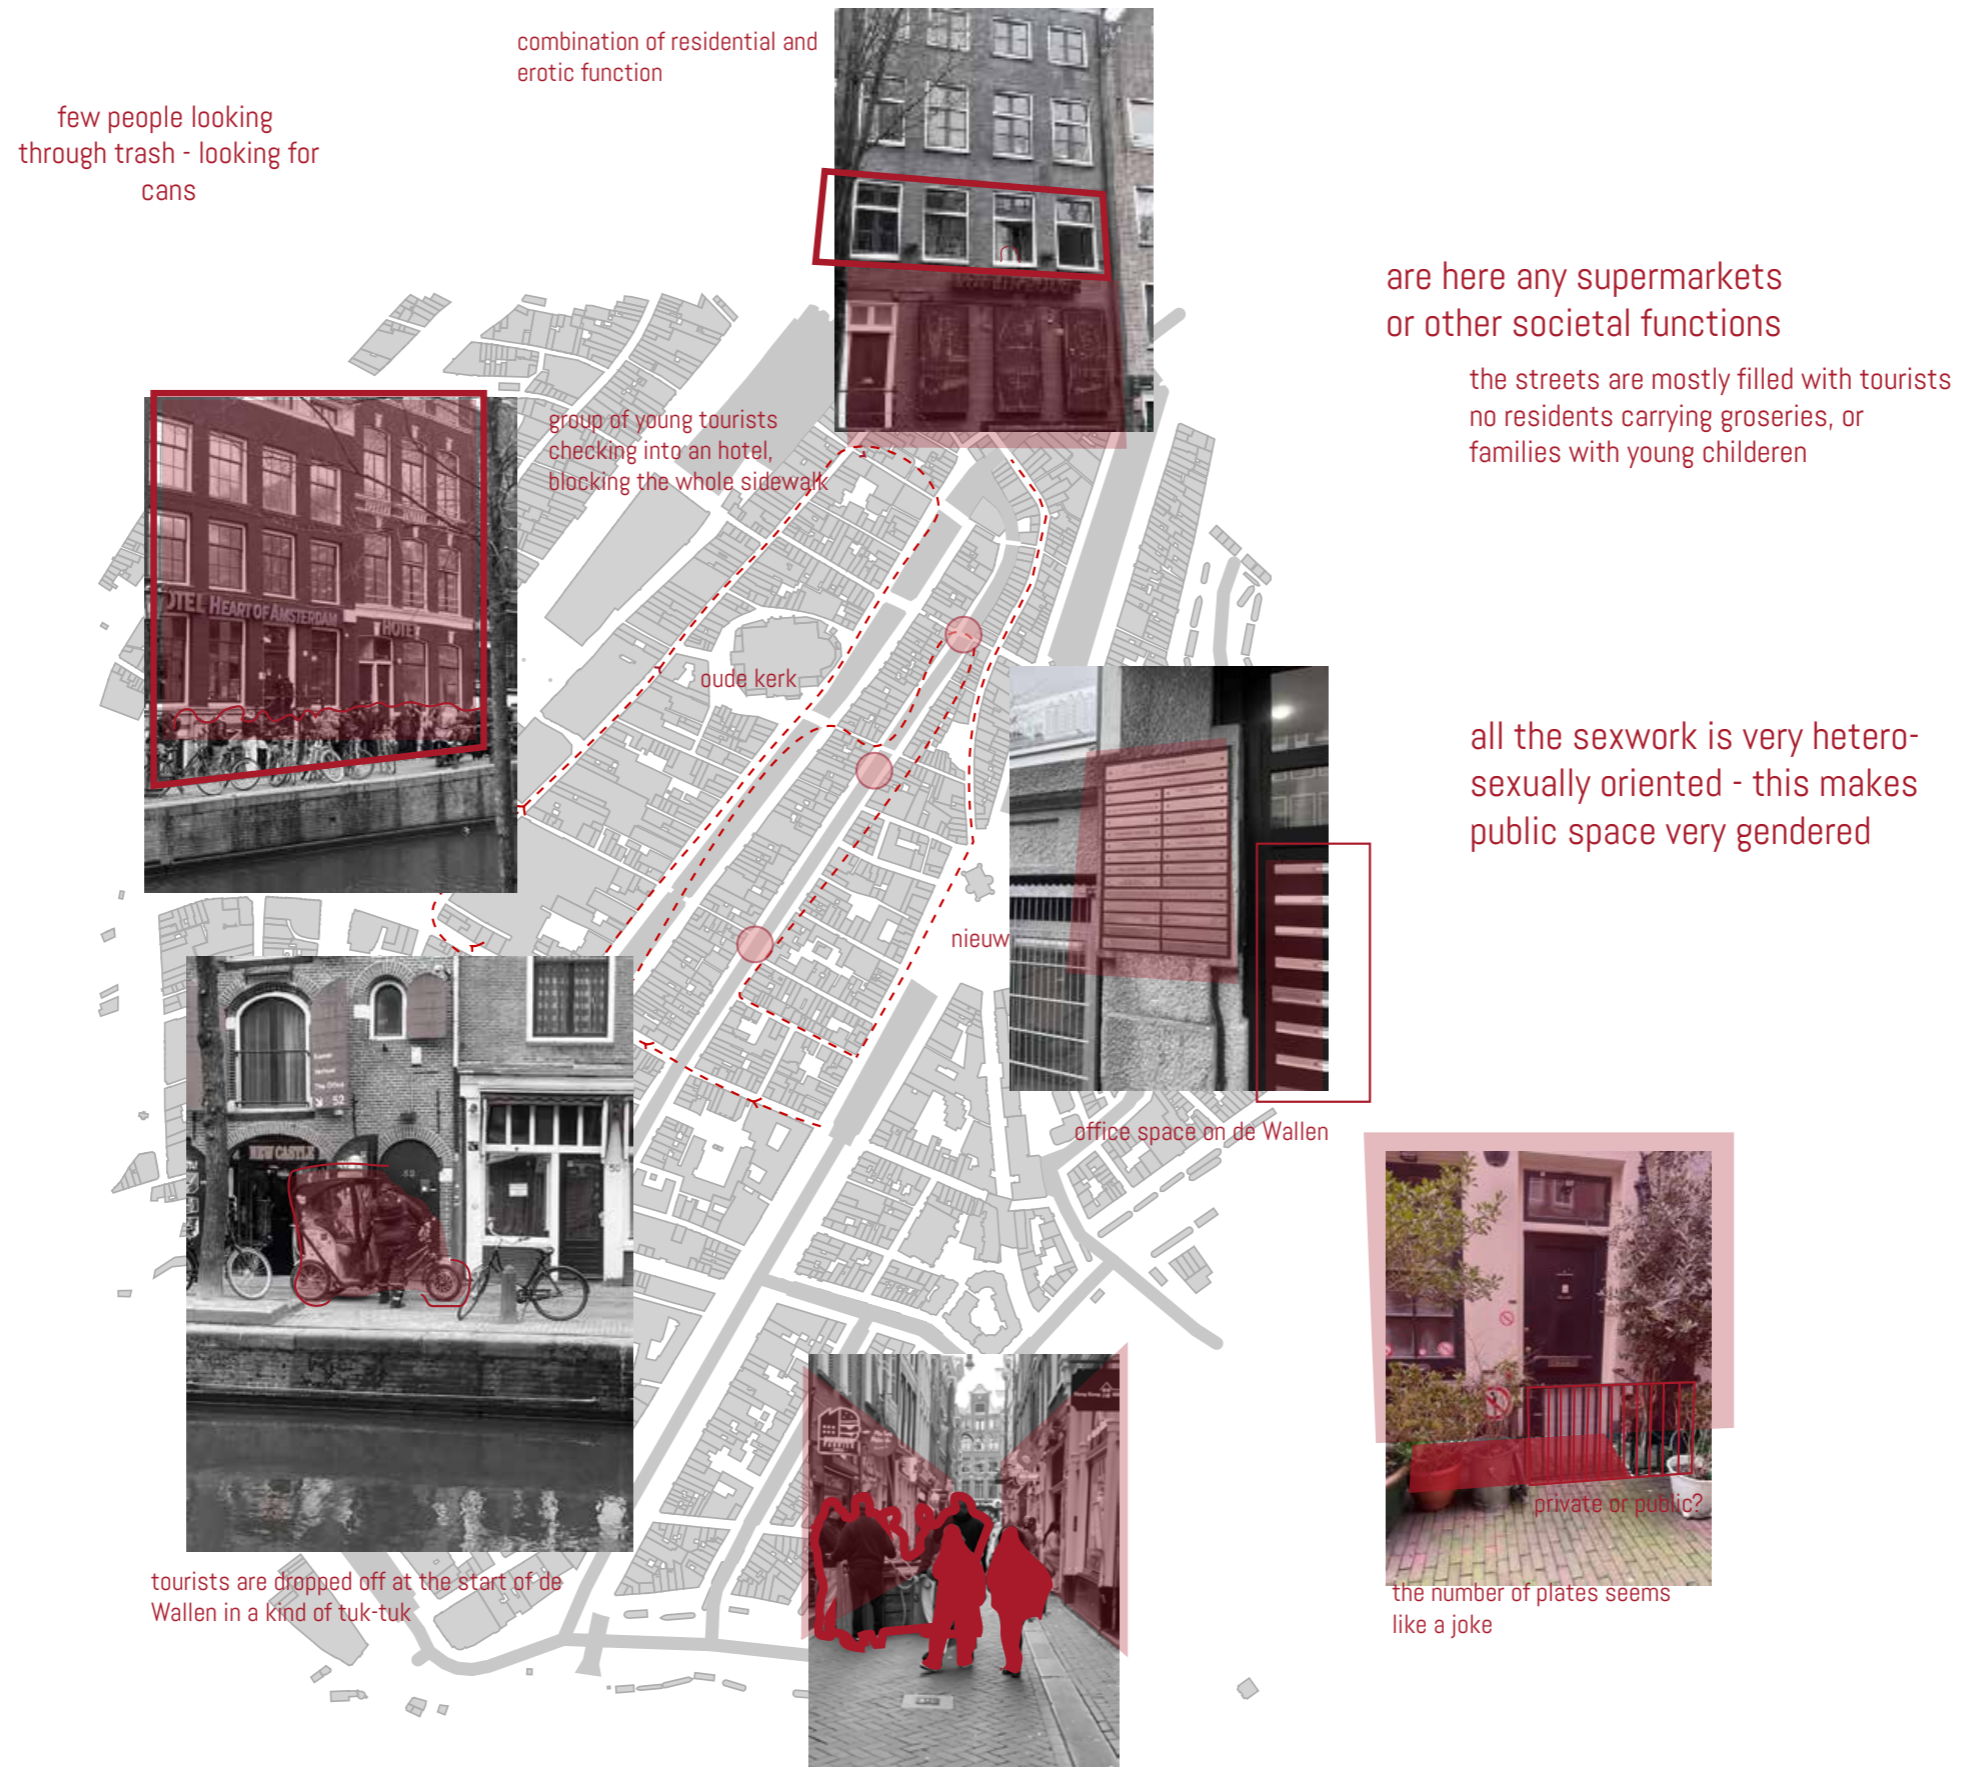 combination of residential and
erotic function
few people looking
through trash - looking for
cans
are here any supermarkets
or other societal functions
the streets are mostly filled with tourists
no residents carrying groseries, or
families with young childeren
group of young tourists
checking into an hotel,
blocking the whole sidewalk
HEART OF AMSTERDAM
HOTEL
oude kerk
all the sexwork is very hetero-
sexually oriented - this makes
public space very gendered
nieuw
office space on de Wallen
The Office
52
NEW CASTLE
52
50
private or public?
the number of plates seems
like a joke
tourists are dropped off at the start of de
Wallen in a kind of tuk-tuk